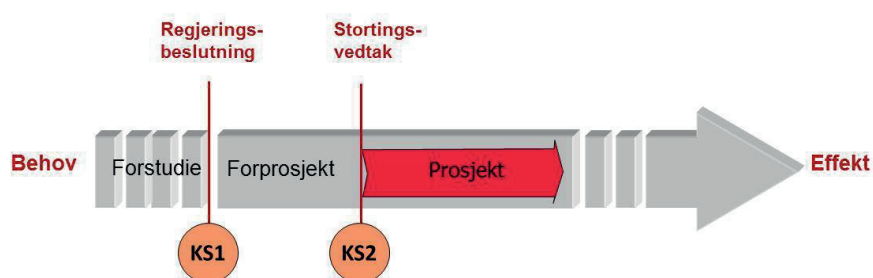 Regjerings-
beslutning
Stortings-
vedtak
Behov
Forstudie
Forprosjekt
Prosjekt
Effekt
KS1
KS2